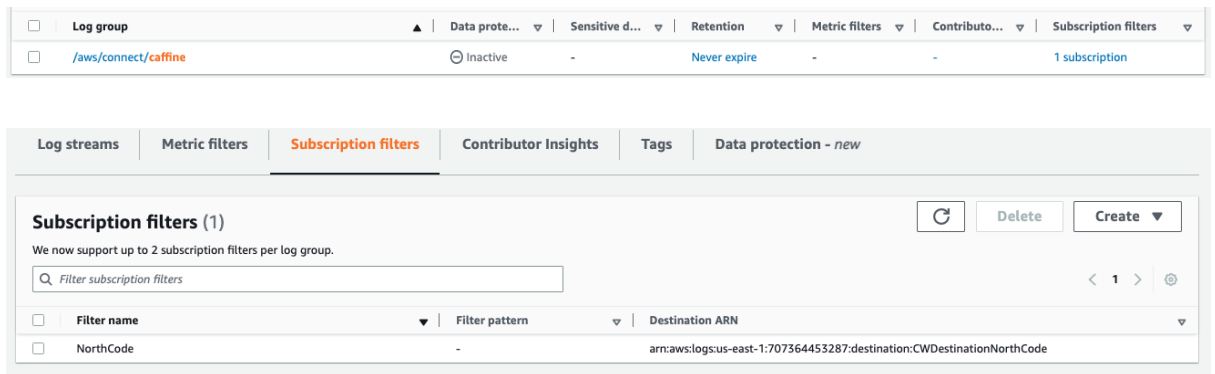 Log group Data prote... Sensitive d... Retention Metric filters Contributo... Subscription filters
/aws/connect/caffine Inactive - Never expire - - 1 subscription
Log streams Metric filters Subscription filters Contributor Insights Tags Data protection - new
Subscription filters (1) Delete Create
We now support up to 2 subscription filters per log group.
Filter subscription filters 1
Filter name Filter pattern Destination ARN
NorthCode - arn:aws:logs:us-east-1:707364453287:destination:CWDestinationNorthCode